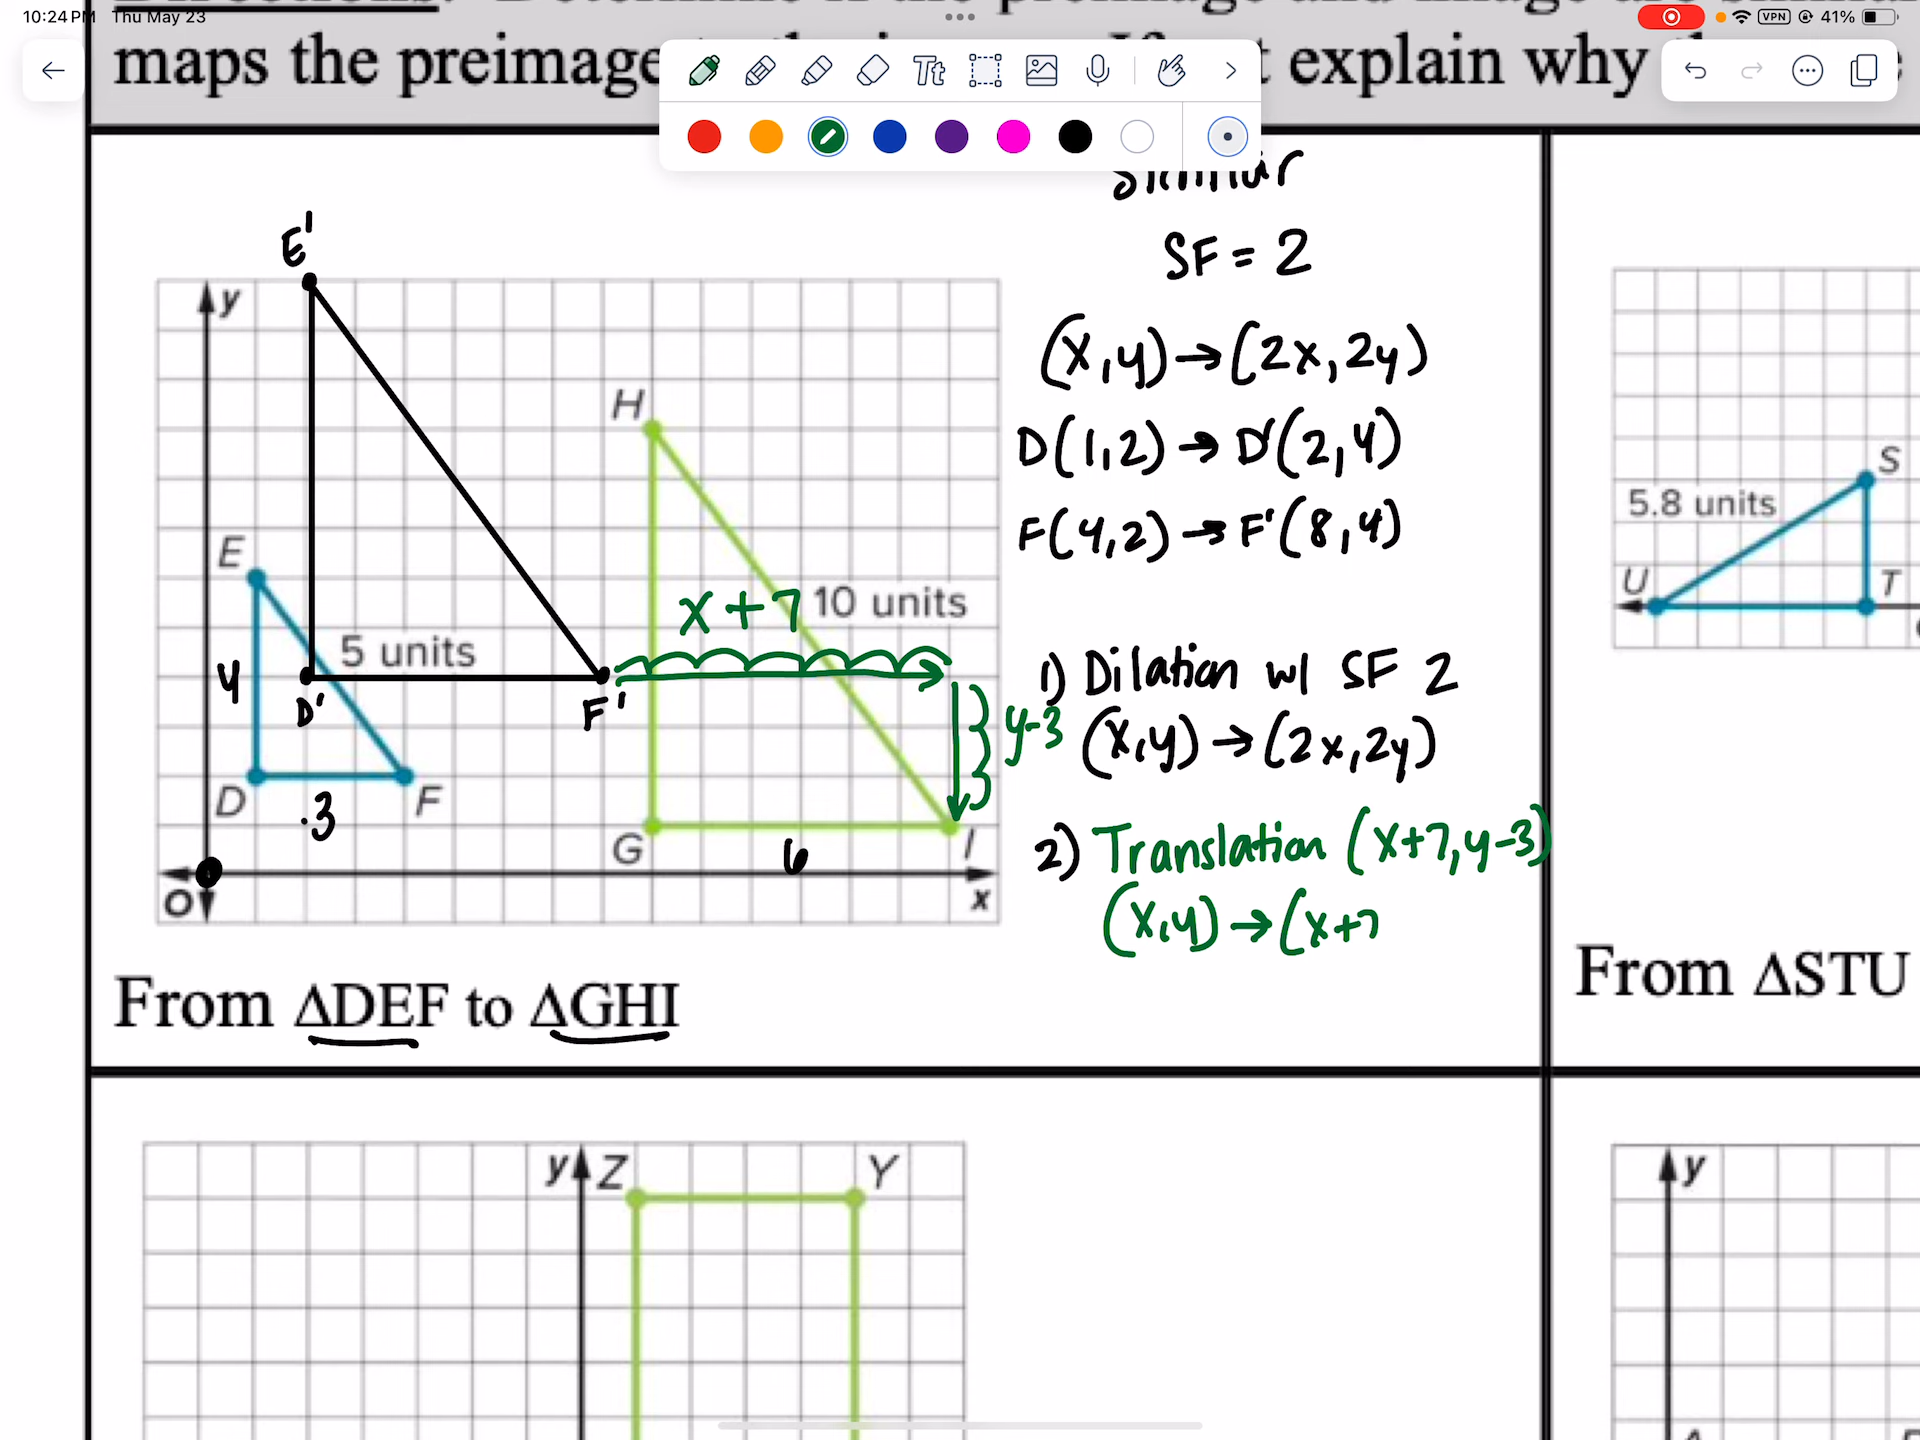 10:24 PM Thu May 23
VPN 41%
maps the preimage
explain why
Tt
Similar
SF = 2
(x,y)→(2x,2y)
D(1,2)→D'(2,4)
F(4,2)→F'(8,4)
1) Dilation w/ SF 2
(x,y)→(2x,2y)
2) Translation (x+7,y-3)
(x,y)→(x+7
E'
y
H
E
x+7
10 units
5 units
4
D'
F'
y-3
D
3
F
G
6
I
O
x
From ΔDEF to ΔGHI
S
5.8 units
U
T
From ΔSTU
y
Z
Y
y